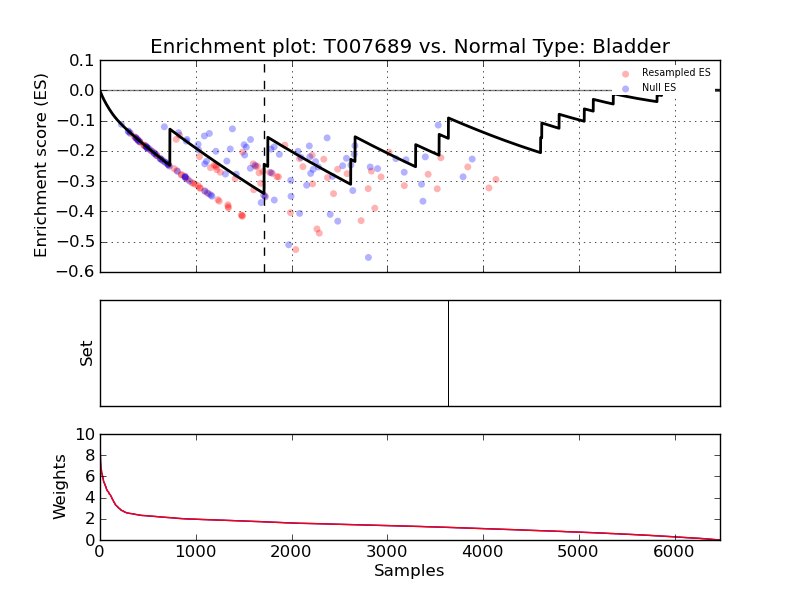 Enrichment plot: T007689 vs. Normal Type: Bladder
Enrichment score (ES)
0.1
0.0
−0.1
−0.2
−0.3
−0.4
−0.5
−0.6
Resampled ES
Null ES
Set
Weights
10
8
6
4
2
0
0 1000 2000 3000 4000 5000 6000
Samples